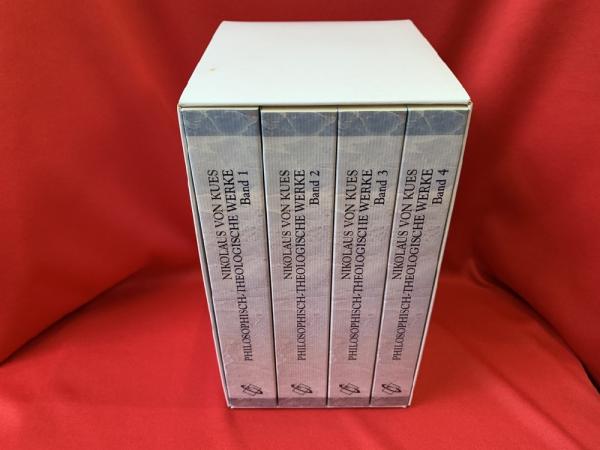 NIKOLAUS VON KUES
PHILOSOPHISCH-THEOLOGISCHE WERKE
Band 1
NIKOLAUS VON KUES
PHILOSOPHISCH-THEOLOGISCHE WERKE
Band 2
NIKOLAUS VON KUES
PHILOSOPHISCH-THEOLOGISCHE WERKE
Band 3
NIKOLAUS VON KUES
PHILOSOPHISCH-THEOLOGISCHE WERKE
Band 4